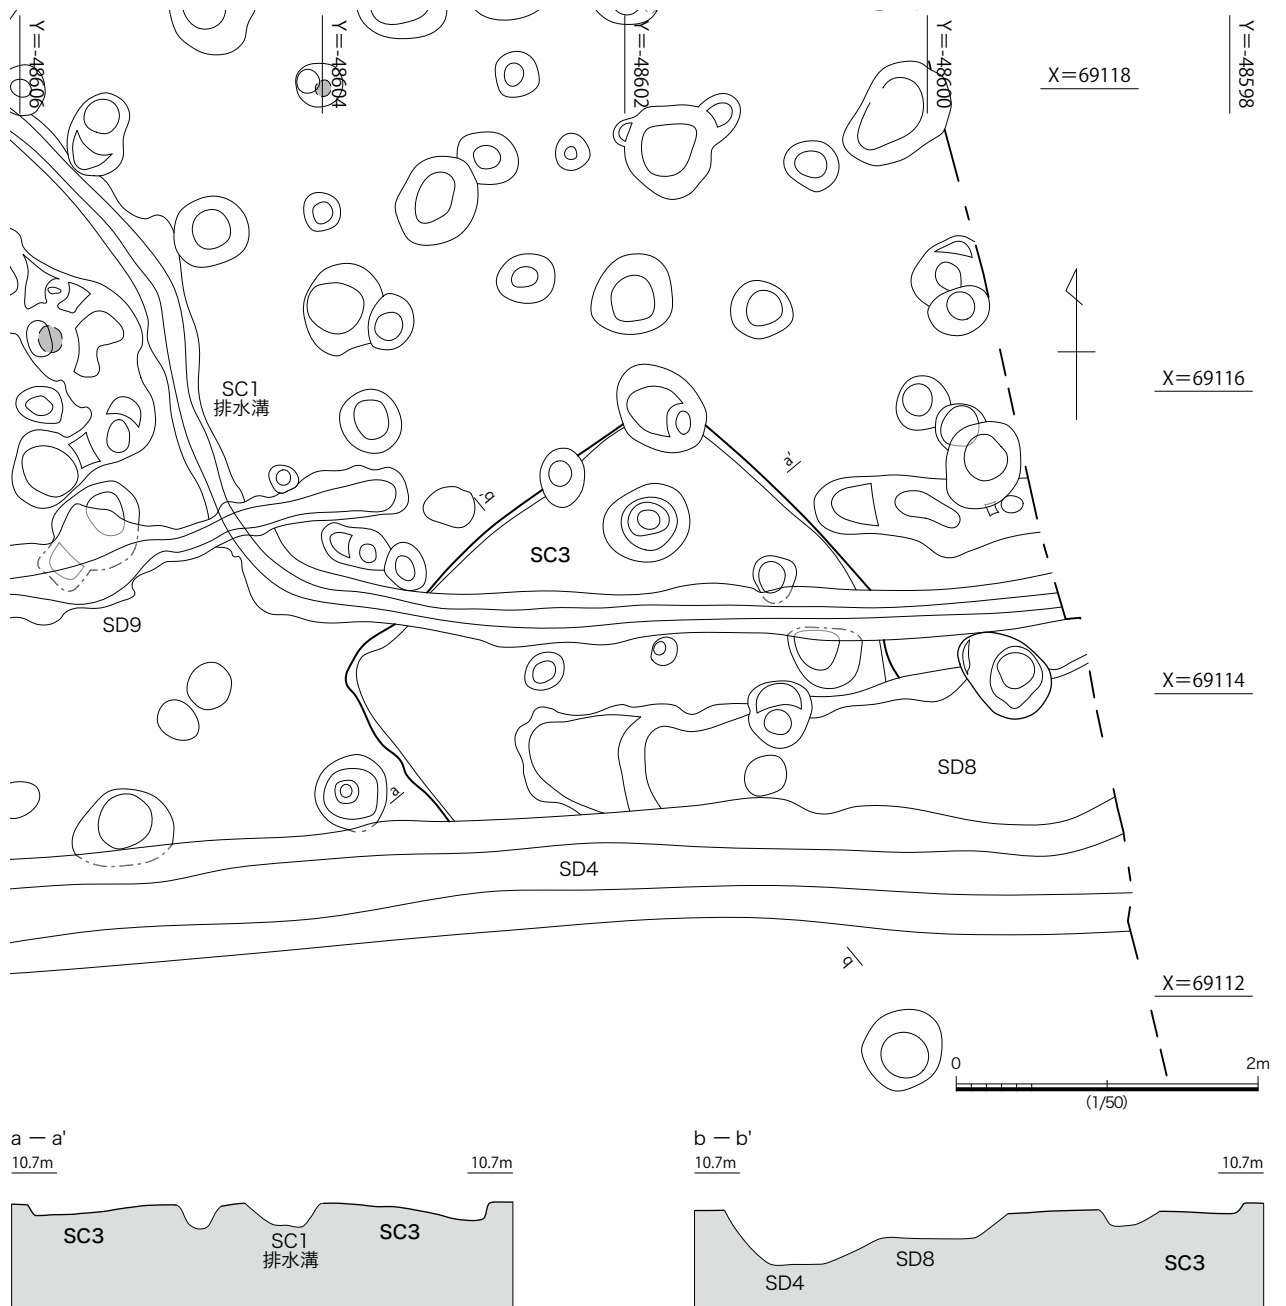 Y＝-48606
Y＝-48604
Y＝-48602
Y＝-48600
Y＝-48598
X＝69118
X＝69116
SC1
排水溝
a'
b'
SC3
SD9
X＝69114
SD8
a
SD4
b
X＝69112
0
2m
(1/50)
a － a'
10.7m
10.7m
SC3
SC1
排水溝
SC3
b － b'
10.7m
10.7m
SD4
SD8
SC3